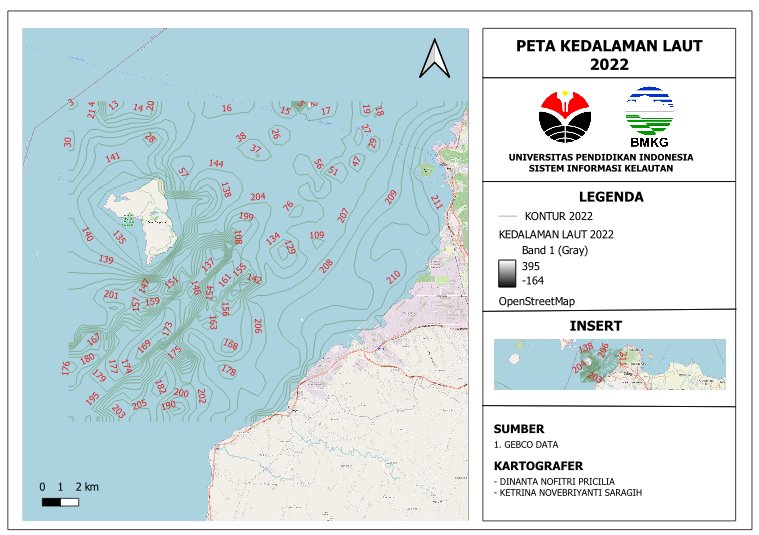 PETA KEDALAMAN LAUT
2022
BMKG
UNIVERSITAS PENDIDIKAN INDONESIA
SISTEM INFORMASI KELAUTAN
LEGENDA
KONTUR 2022
KEDALAMAN LAUT 2022
Band 1 (Gray)
395
-164
OpenStreetMap
INSERT
SUMBER
1. GEBCO DATA
KARTOGRAFER
- DINANTA NOFITRI PRICILIA
- KETRINA NOVEBRIYANTI SARAGIH
3 214 13 14 20 16 15 17 19 18
30 28 38 26 27 29
141 144 37 56 51 47
57 138 204 76 207 209 211
199
140 135 108 134 129 109
139 137 155 161 142 208 210
147 151 146 154
201 157 159 156
163 206
173
167 169 175 168
176 180 177 174 178
179 182 200 202
195 203 205 190
0 1 2 km